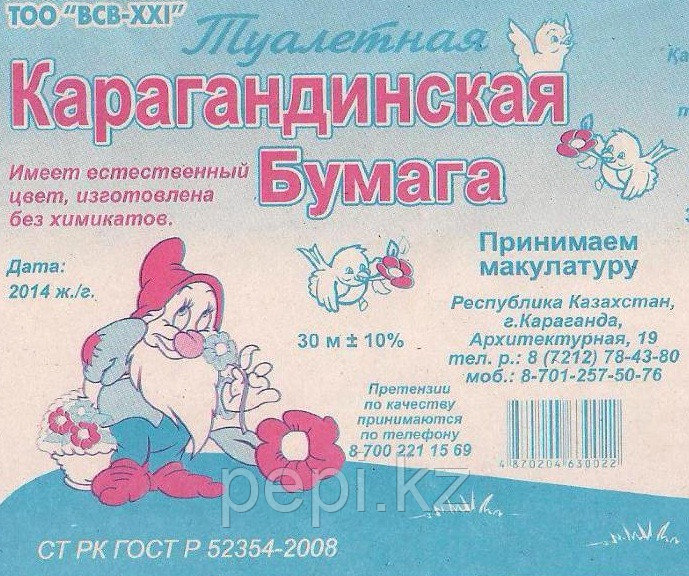 ТОО "ВСВ-XXI"
Туалетная
Карагандинская
Бумага
Имеет естественный
цвет, изготовлена
без химикатов.
Дата:
2014 ж./г.
30 м ± 10%
Принимаем
макулатуру
Республика Казахстан,
г.Караганда,
Архитектурная, 19
тел. р.: 8 (7212) 78-43-80
моб.: 8-701-257-50-76
Претензии
по качеству
принимаются
по телефону
8-700 221 15 69
4870204630022
pepi.kz
СТ РК ГОСТ Р 52354-2008